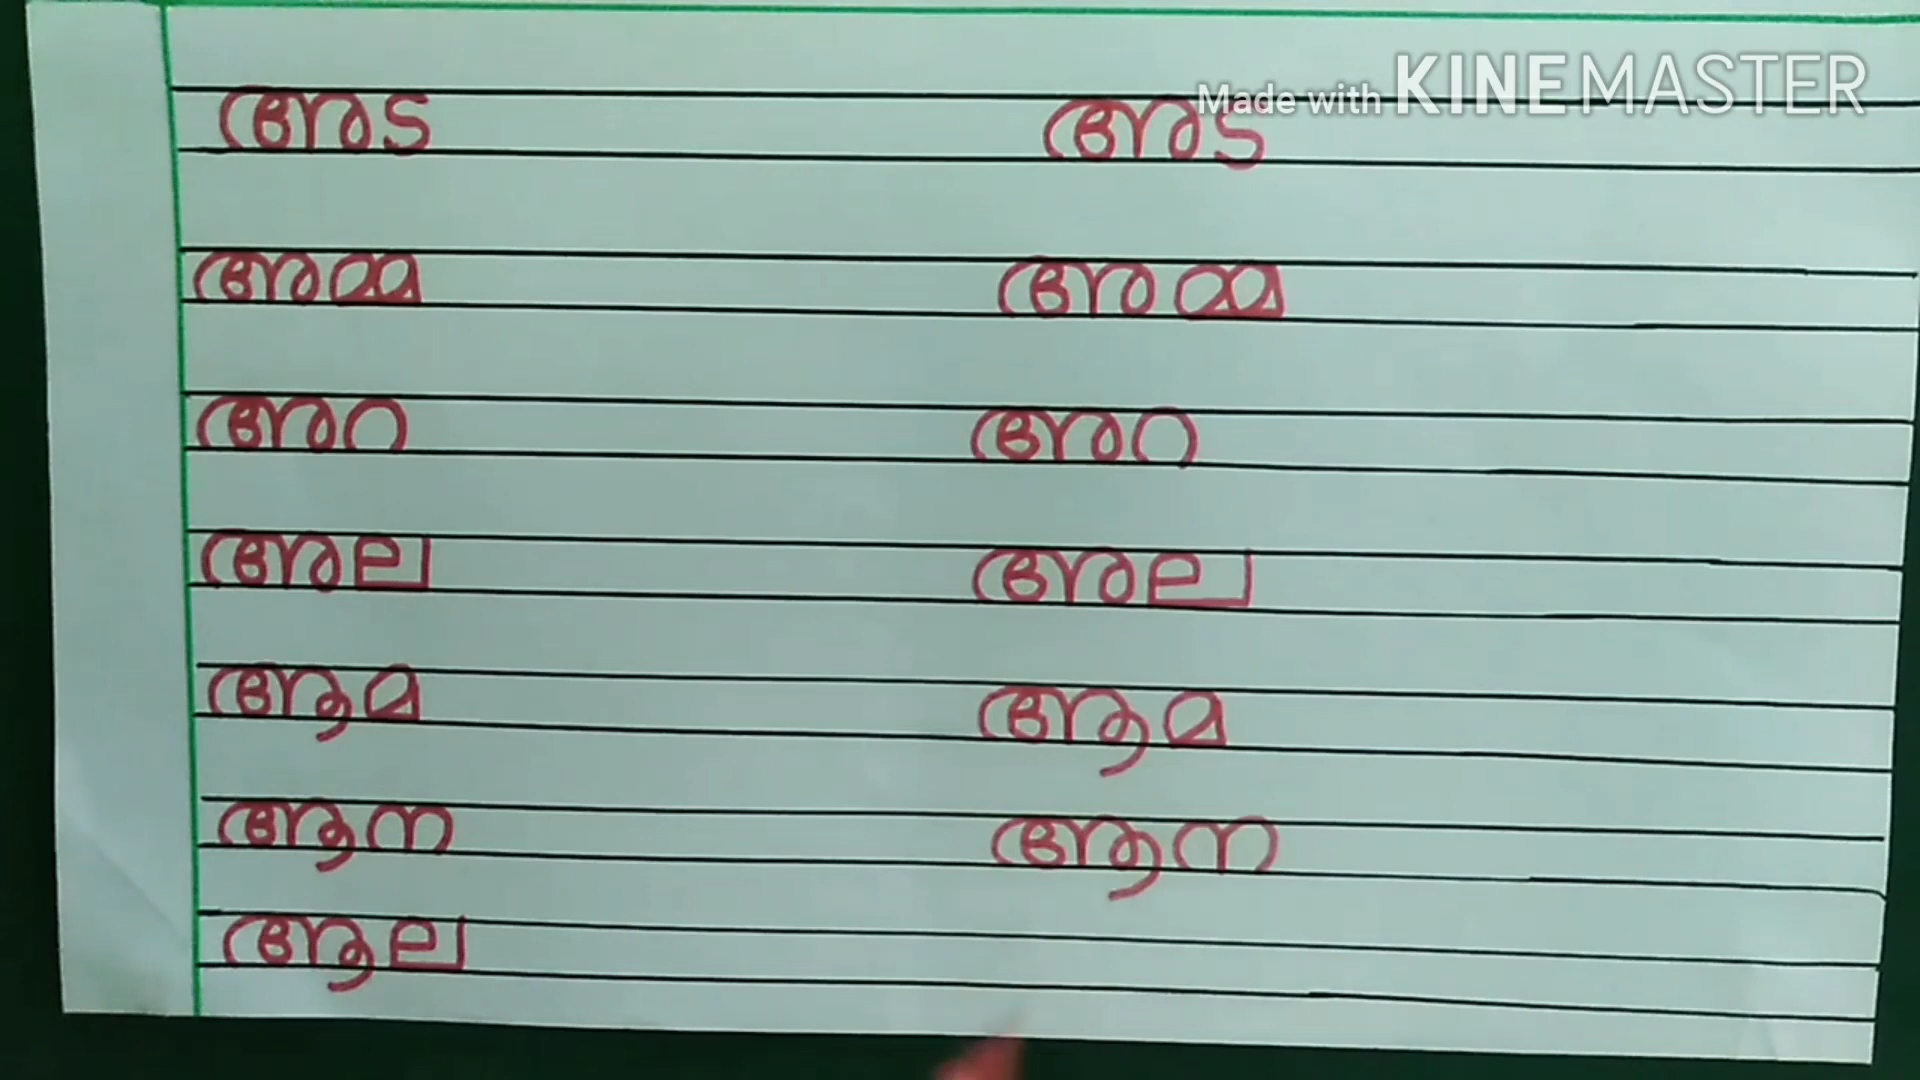 Made with KINEMASTER
അട അട
അമ്മ അമ്മ
അറ അറ
അല അല
ആമ ആമ
ആന ആന
ആല